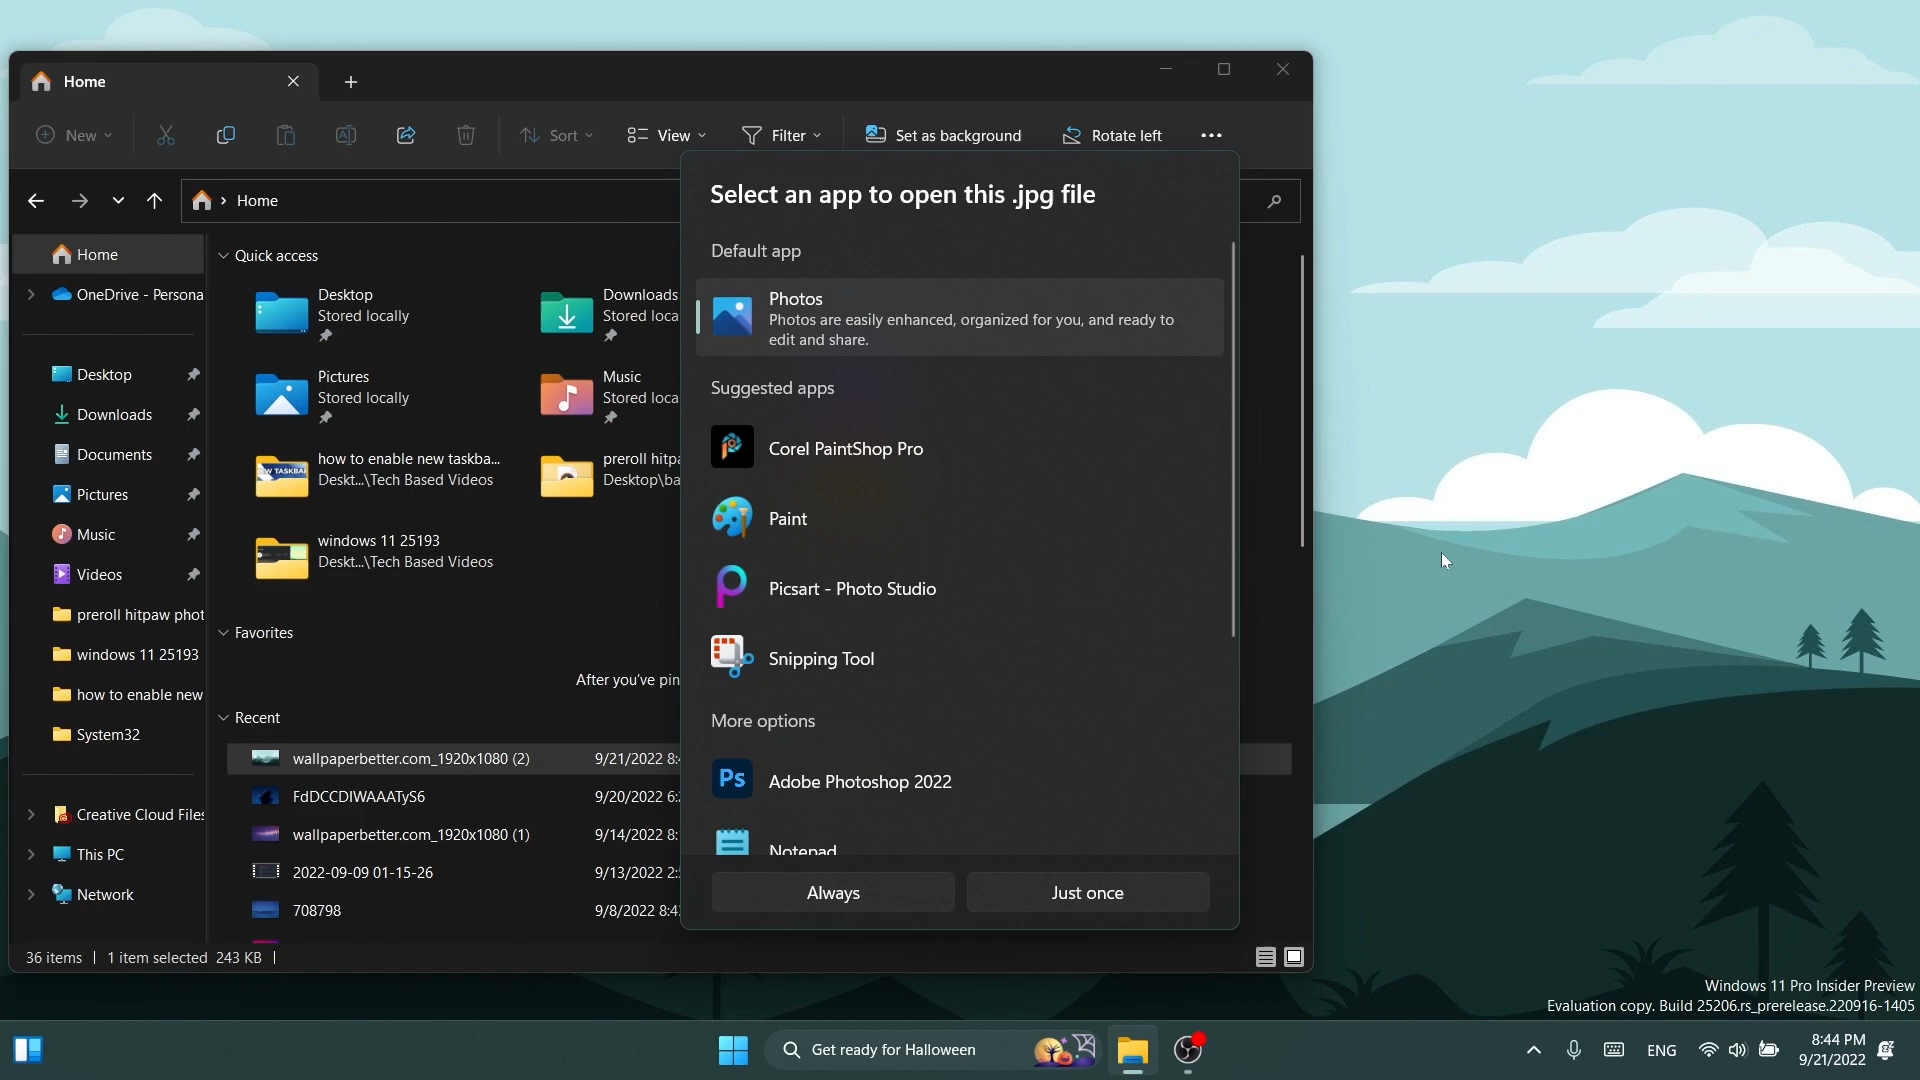 Home
New
Sort
View
Filter
Set as background
Rotate left
Home
Home
OneDrive - Persona
Desktop
Downloads
Documents
Pictures
Music
Videos
preroll hitpaw phot
windows 11 25193
how to enable new
System32
Creative Cloud Files
This PC
Network
Quick access
Desktop
Stored locally
Downloads
Stored loca
Pictures
Stored locally
Music
Stored loca
how to enable new taskba...
Deskt...\Tech Based Videos
preroll hitpa
Desktop\ba
windows 11 25193
Deskt...\Tech Based Videos
Favorites
After you've pin
Recent
wallpaperbetter.com_1920x1080 (2) 9/21/2022 8:4
FdDCCDIWAAATyS6 9/20/2022 6:
wallpaperbetter.com_1920x1080 (1) 9/14/2022 8:
2022-09-09 01-15-26 9/13/2022 2:
708798 9/8/2022 8:4
36 items 1 item selected 243 KB
Select an app to open this .jpg file
Default app
Photos
Photos are easily enhanced, organized for you, and ready to
edit and share.
Suggested apps
Corel PaintShop Pro
Paint
Picsart - Photo Studio
Snipping Tool
More options
Ps
Adobe Photoshop 2022
Notepad
Always
Just once
Windows 11 Pro Insider Preview
Evaluation copy. Build 25206.rs_prerelease.220916-1405
Get ready for Halloween
ENG
8:44 PM
9/21/2022